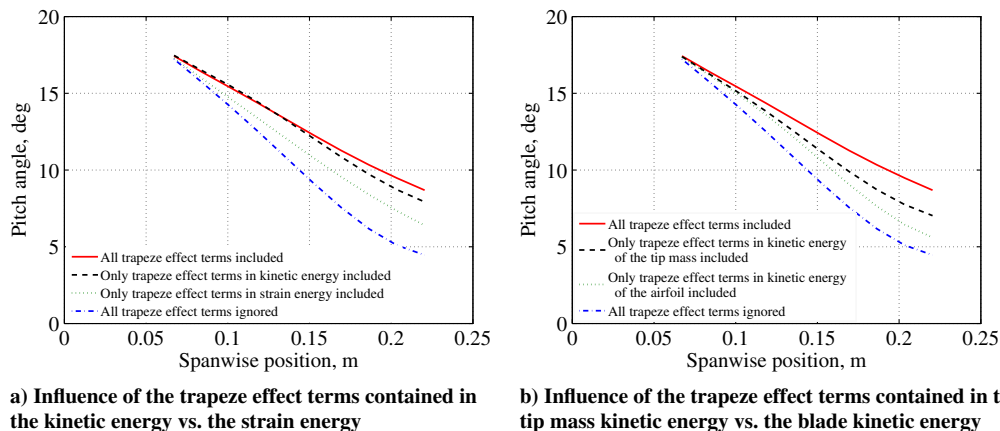 20
15
10
5
0
Pitch angle, deg
All trapeze effect terms included
Only trapeze effect terms in kinetic energy included
Only trapeze effect terms in strain energy included
All trapeze effect terms ignored
0 0.05 0.1 0.15 0.2 0.25
Spanwise position, m
a) Influence of the trapeze effect terms contained in
the kinetic energy vs. the strain energy
20
15
10
5
0
Pitch angle, deg
All trapeze effect terms included
Only trapeze effect terms in kinetic energy
of the tip mass included
Only trapeze effect terms in kinetic energy
of the airfoil included
All trapeze effect terms ignored
0 0.05 0.1 0.15 0.2 0.25
Spanwise position, m
b) Influence of the trapeze effect terms contained in t
tip mass kinetic energy vs. the blade kinetic energy